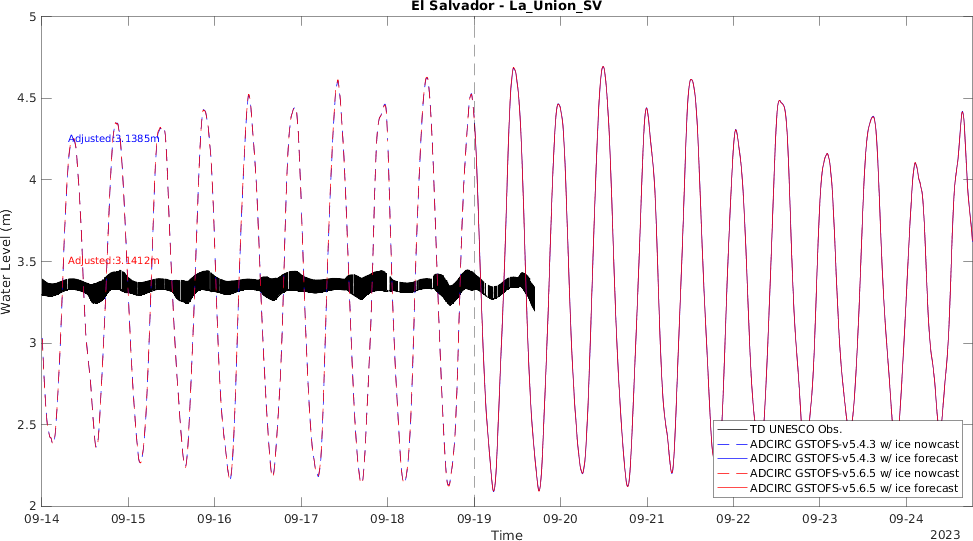 El Salvador - La_Union_SV
5
4.5
4
3.5
3
2.5
2
Water Level (m)
Adjusted:3.1385m
Adjusted:3.1412m
TD UNESCO Obs.
ADCIRC GSTOFS-v5.4.3 w/ ice nowcast
ADCIRC GSTOFS-v5.4.3 w/ ice forecast
ADCIRC GSTOFS-v5.6.5 w/ ice nowcast
ADCIRC GSTOFS-v5.6.5 w/ ice forecast
09-14 09-15 09-16 09-17 09-18 09-19 09-20 09-21 09-22 09-23 09-24
Time
2023